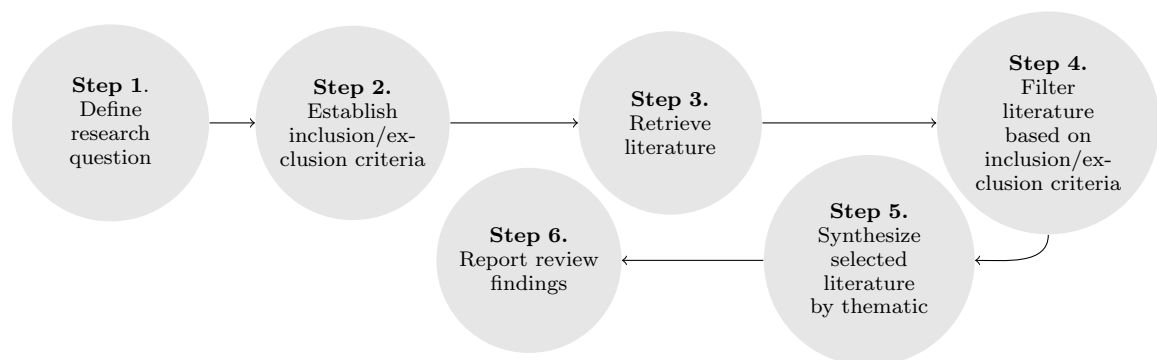 Step 1.
Define
research
question
Step 2.
Establish
inclusion/ex-
clusion criteria
Step 3.
Retrieve
literature
Step 4.
Filter
literature
based on
inclusion/ex-
clusion criteria
Step 5.
Synthesize
selected
literature
by thematic
Step 6.
Report review
findings